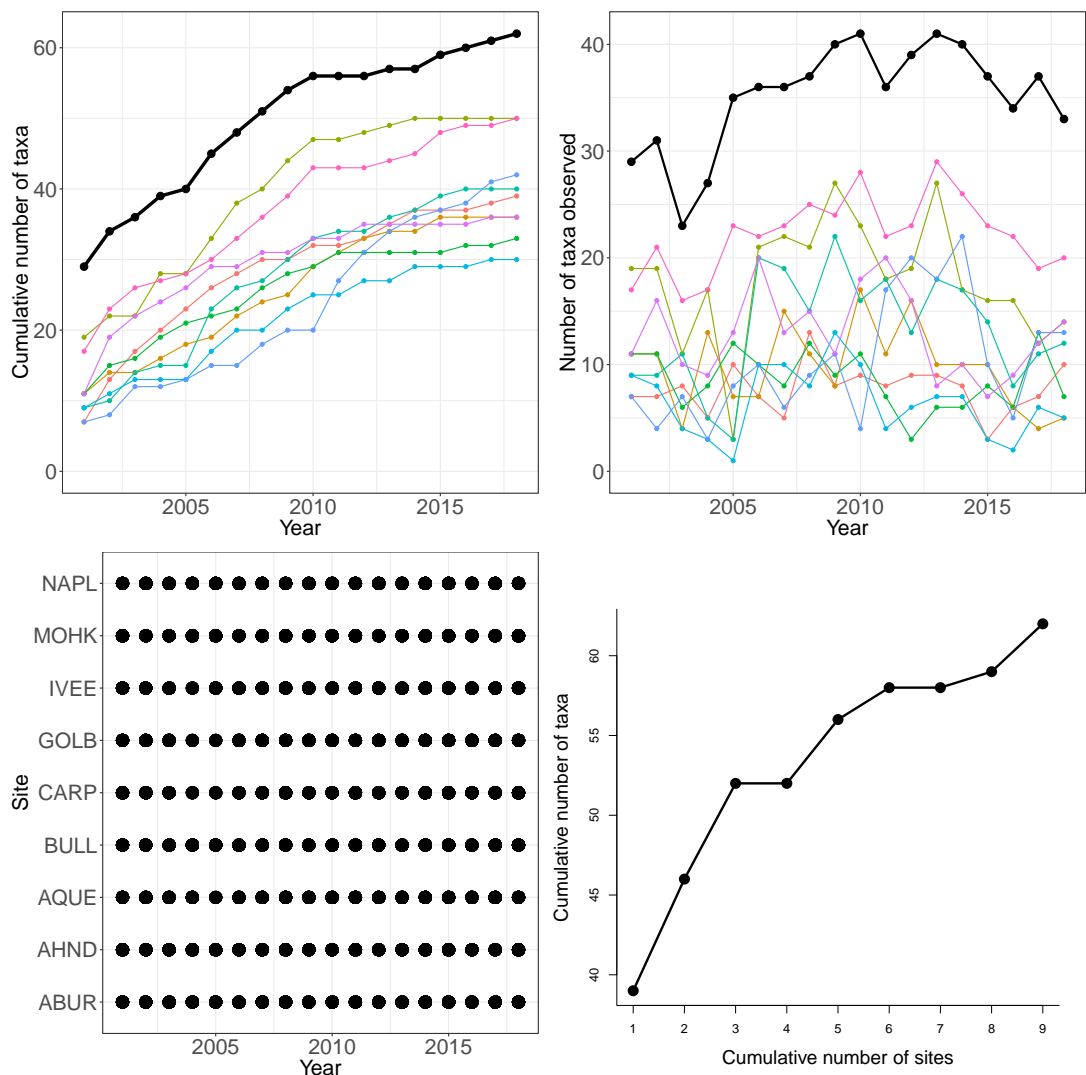 Cumulative number of taxa
60
40
20
0
2005 2010 2015
Year
Number of taxa observed
40
30
20
10
0
2005 2010 2015
Year
Site
NAPL
MOHK
IVEE
GOLB
CARP
BULL
AQUE
AHND
ABUR
2005 2010 2015
Year
Cumulative number of taxa
60
55
50
45
40
1 2 3 4 5 6 7 8 9
Cumulative number of sites